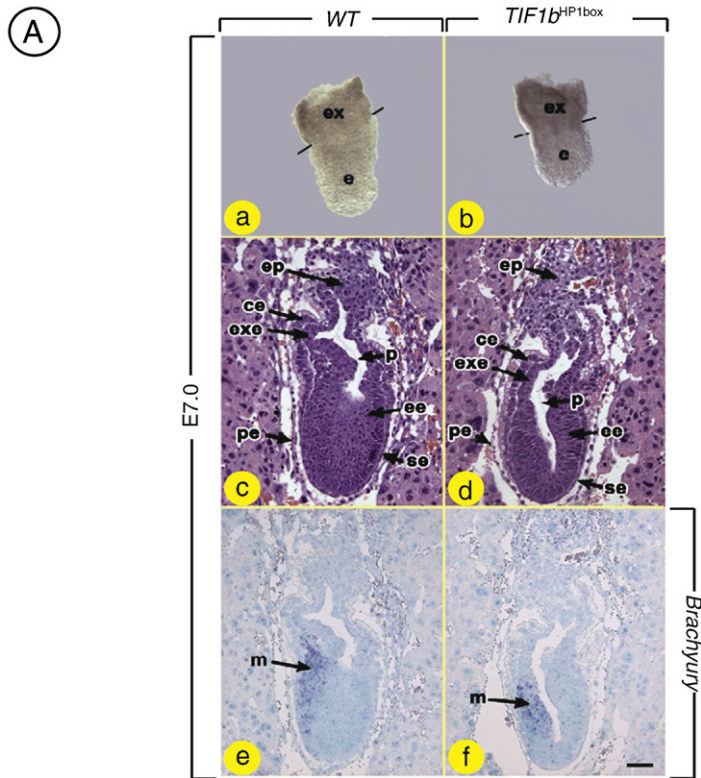 A
WT
TIF1b^HP1box
E7.0
ex
e
a
ex
c
b
ep
ce
exe
p
ee
pe
se
c
ep
ce
exe
p
ee
pe
se
d
m
e
m
f
Brachyury